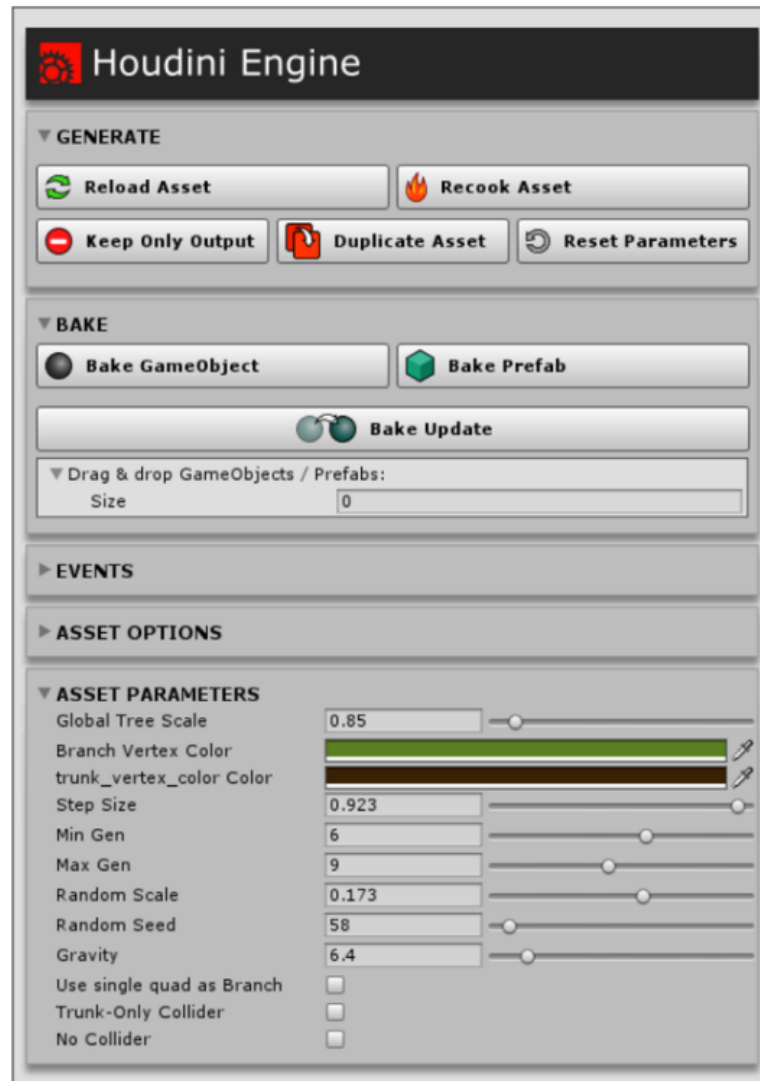 Houdini Engine
GENERATE
Reload Asset Recook Asset
Keep Only Output Duplicate Asset Reset Parameters
BAKE
Bake GameObject Bake Prefab
Bake Update
Drag & drop GameObjects / Prefabs:
Size 0
EVENTS
ASSET OPTIONS
ASSET PARAMETERS
Global Tree Scale 0.85
Branch Vertex Color
trunk_vertex_color Color
Step Size 0.923
Min Gen 6
Max Gen 9
Random Scale 0.173
Random Seed 58
Gravity 6.4
Use single quad as Branch
Trunk-Only Collider
No Collider